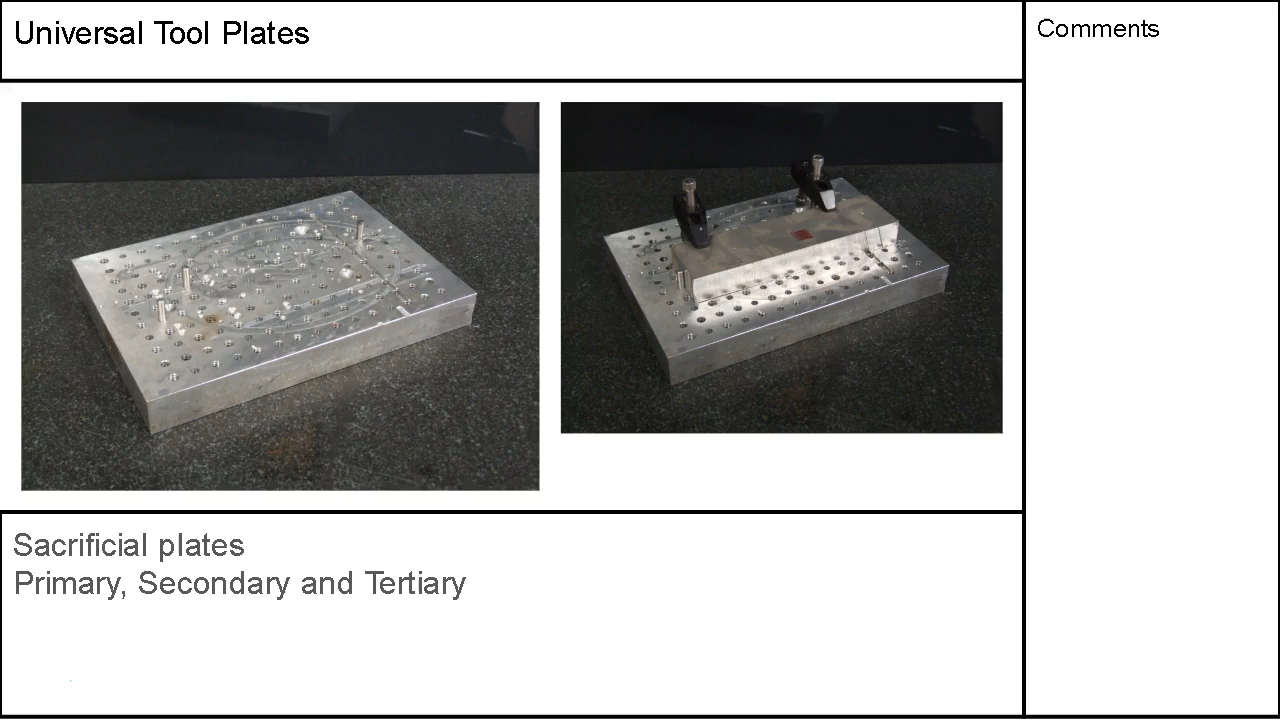 Universal Tool Plates
Comments
Sacrificial plates
Primary, Secondary and Tertiary